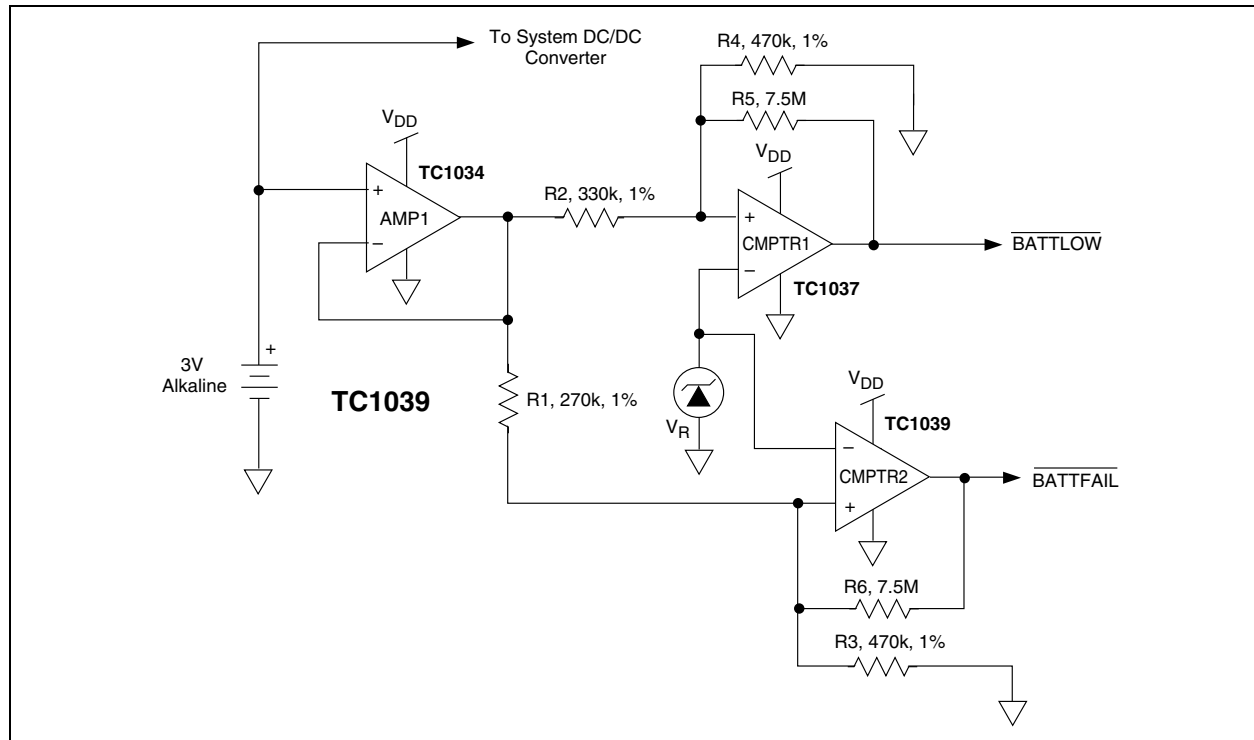 To System DC/DC
Converter
R4, 470k, 1%
R5, 7.5M
VDD
TC1034
+
AMP1
–
R2, 330k, 1%
VDD
+
CMPTR1
–
TC1037
BATTLOW
3V
Alkaline
+
TC1039
R1, 270k, 1%
VR
VDD
TC1039
–
CMPTR2
+
BATTFAIL
R6, 7.5M
R3, 470k, 1%